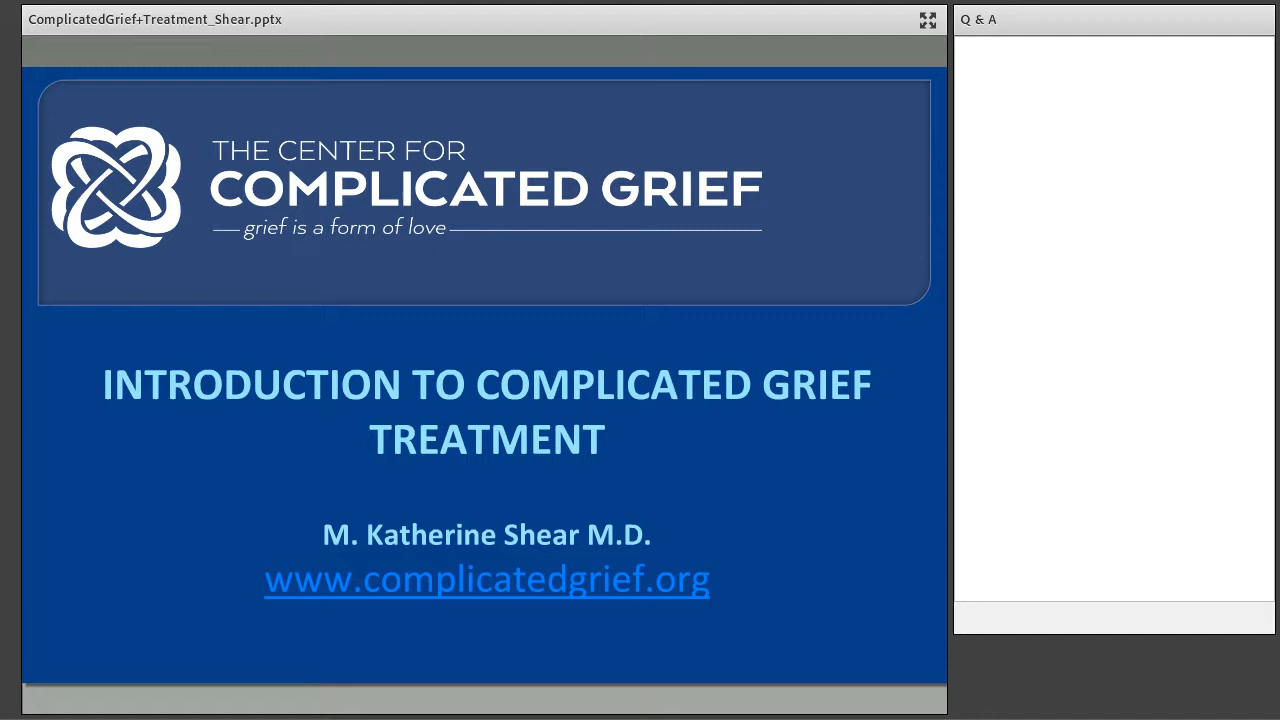 ComplicatedGrief+Treatment_Shear.pptx
Q & A
THE CENTER FOR
COMPLICATED GRIEF
grief is a form of love
INTRODUCTION TO COMPLICATED GRIEF
TREATMENT
M. Katherine Shear M.D.
www.complicatedgrief.org